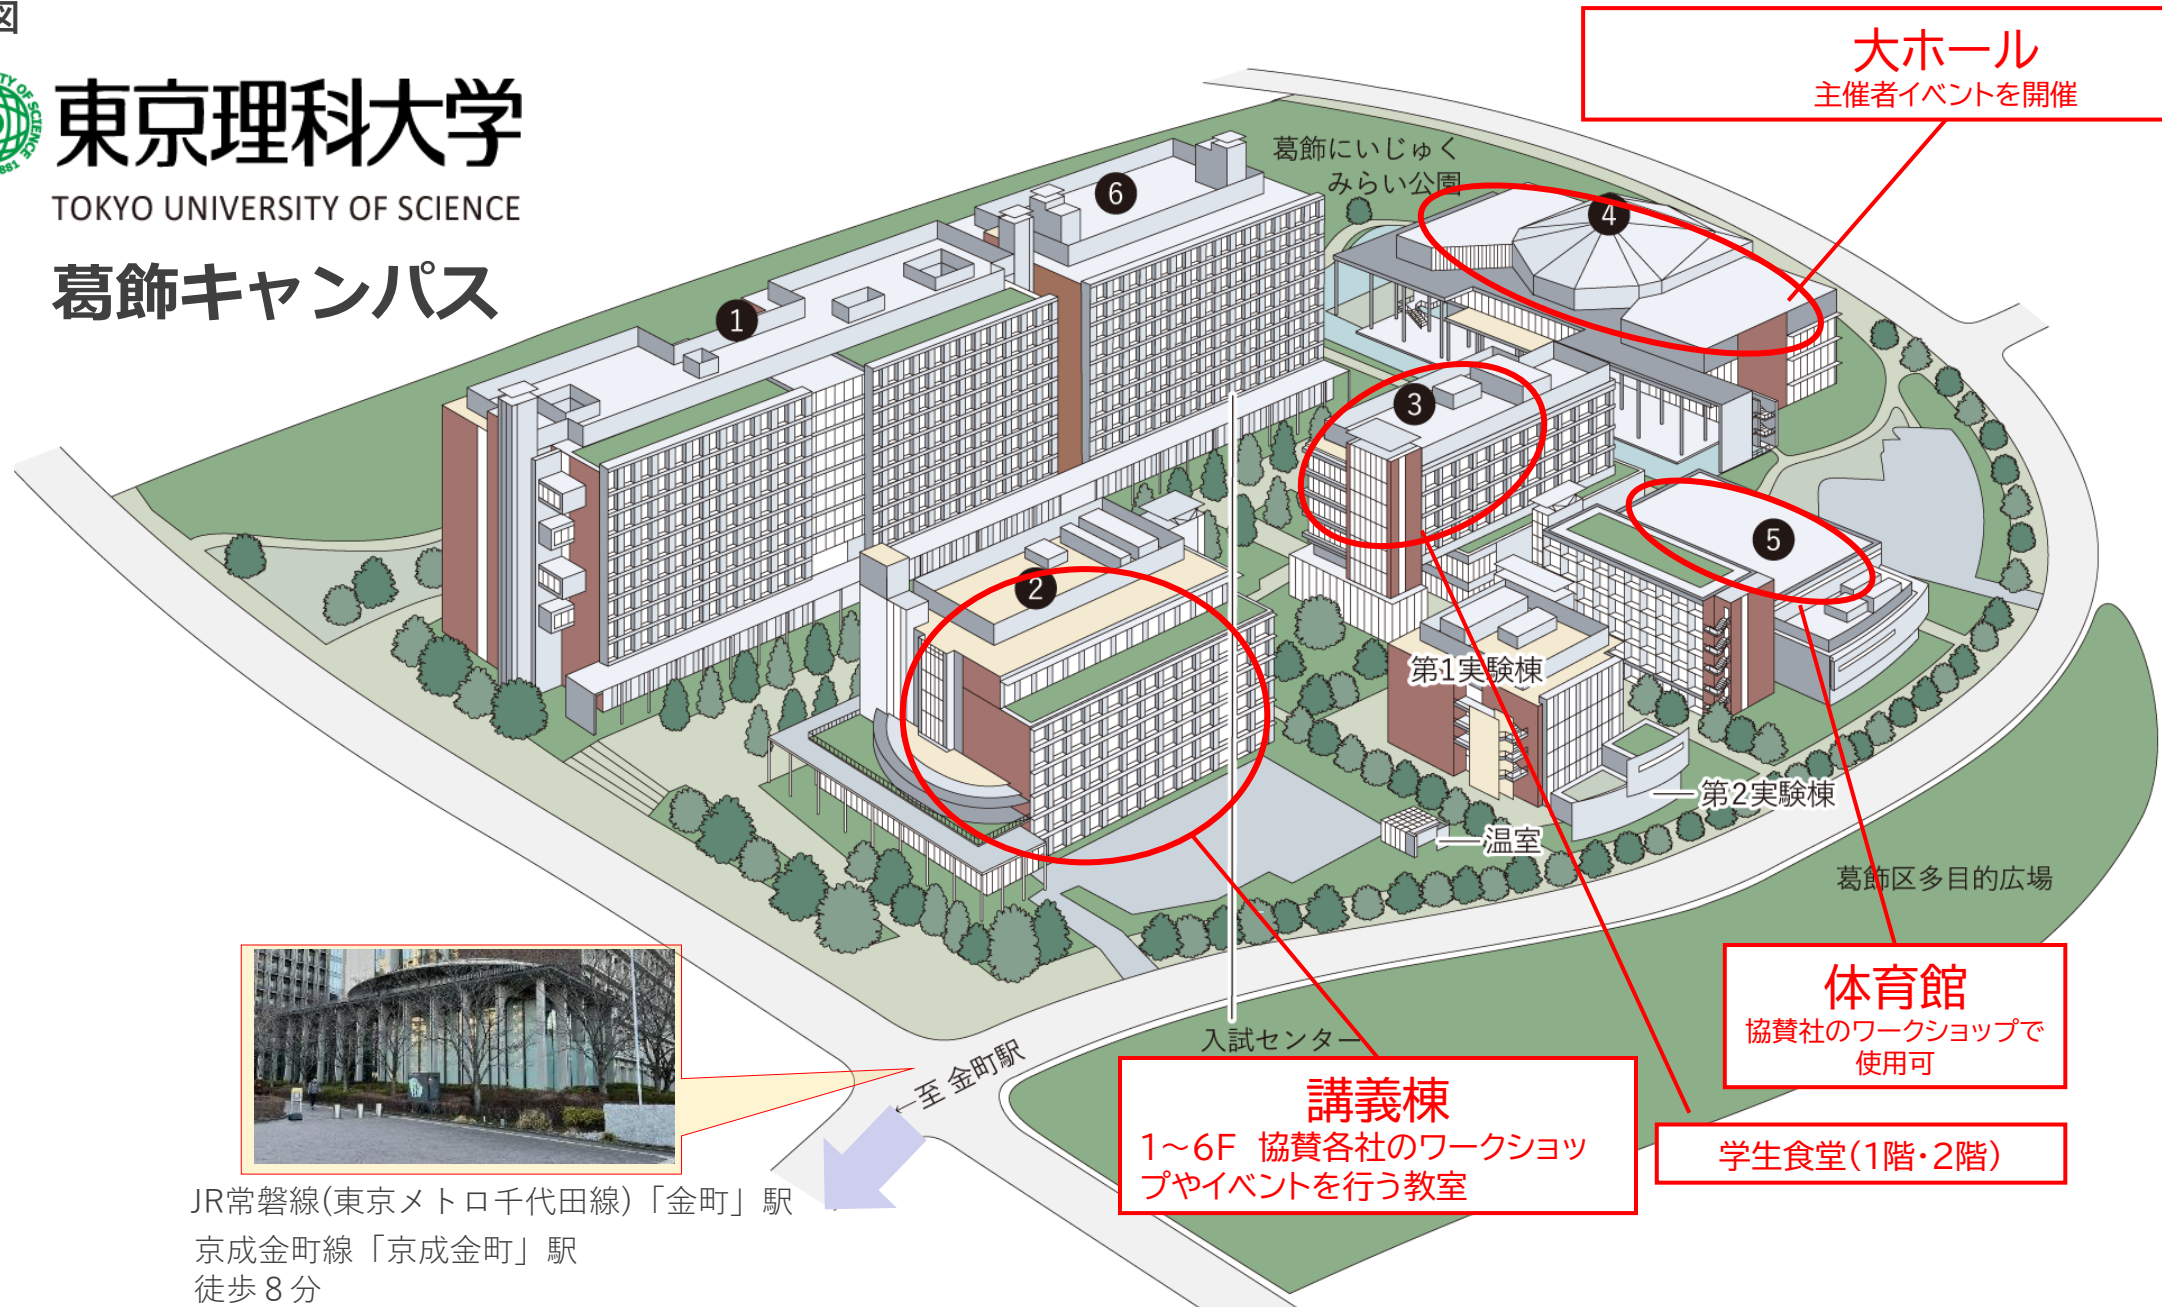 図
東京理科大学
TOKYO UNIVERSITY OF SCIENCE
葛飾キャンパス
大ホール
主催者イベントを開催
葛飾にいじゅく
みらい公園
6
4
1
3
5
2
第1実験棟
第2実験棟
温室
葛飾区多目的広場
入試センター
←至 金町駅
体育館
協賛社のワークショップで
使用可
講義棟
1～6F 協賛各社のワークショッ
プやイベントを行う教室
学生食堂(1階・2階)
JR常磐線(東京メトロ千代田線)「金町」駅
京成金町線「京成金町」駅
徒歩８分